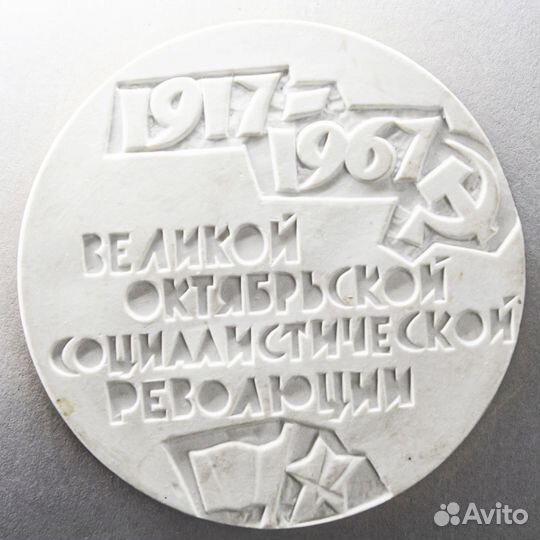 1917-
1967
ВЕЛИКОЙ
ОКТЯБРЬСКОЙ
СОЦИАЛИСТИЧЕСКОЙ
РЕВОЛЮЦИИ
Avito